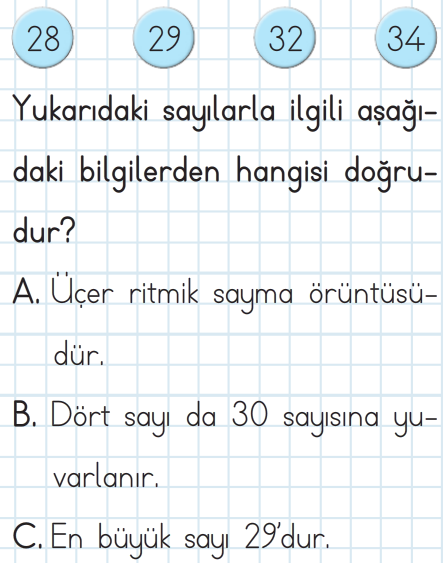 28 29 32 34
Yukarıdaki sayılarla ilgili aşağı-
daki bilgilerden hangisi doğru-
dur?
A. Üçer ritmik sayma örüntüsü-
dür.
B. Dört sayı da 30 sayısına yu-
varlanır.
C. En büyük sayı 29'dur.